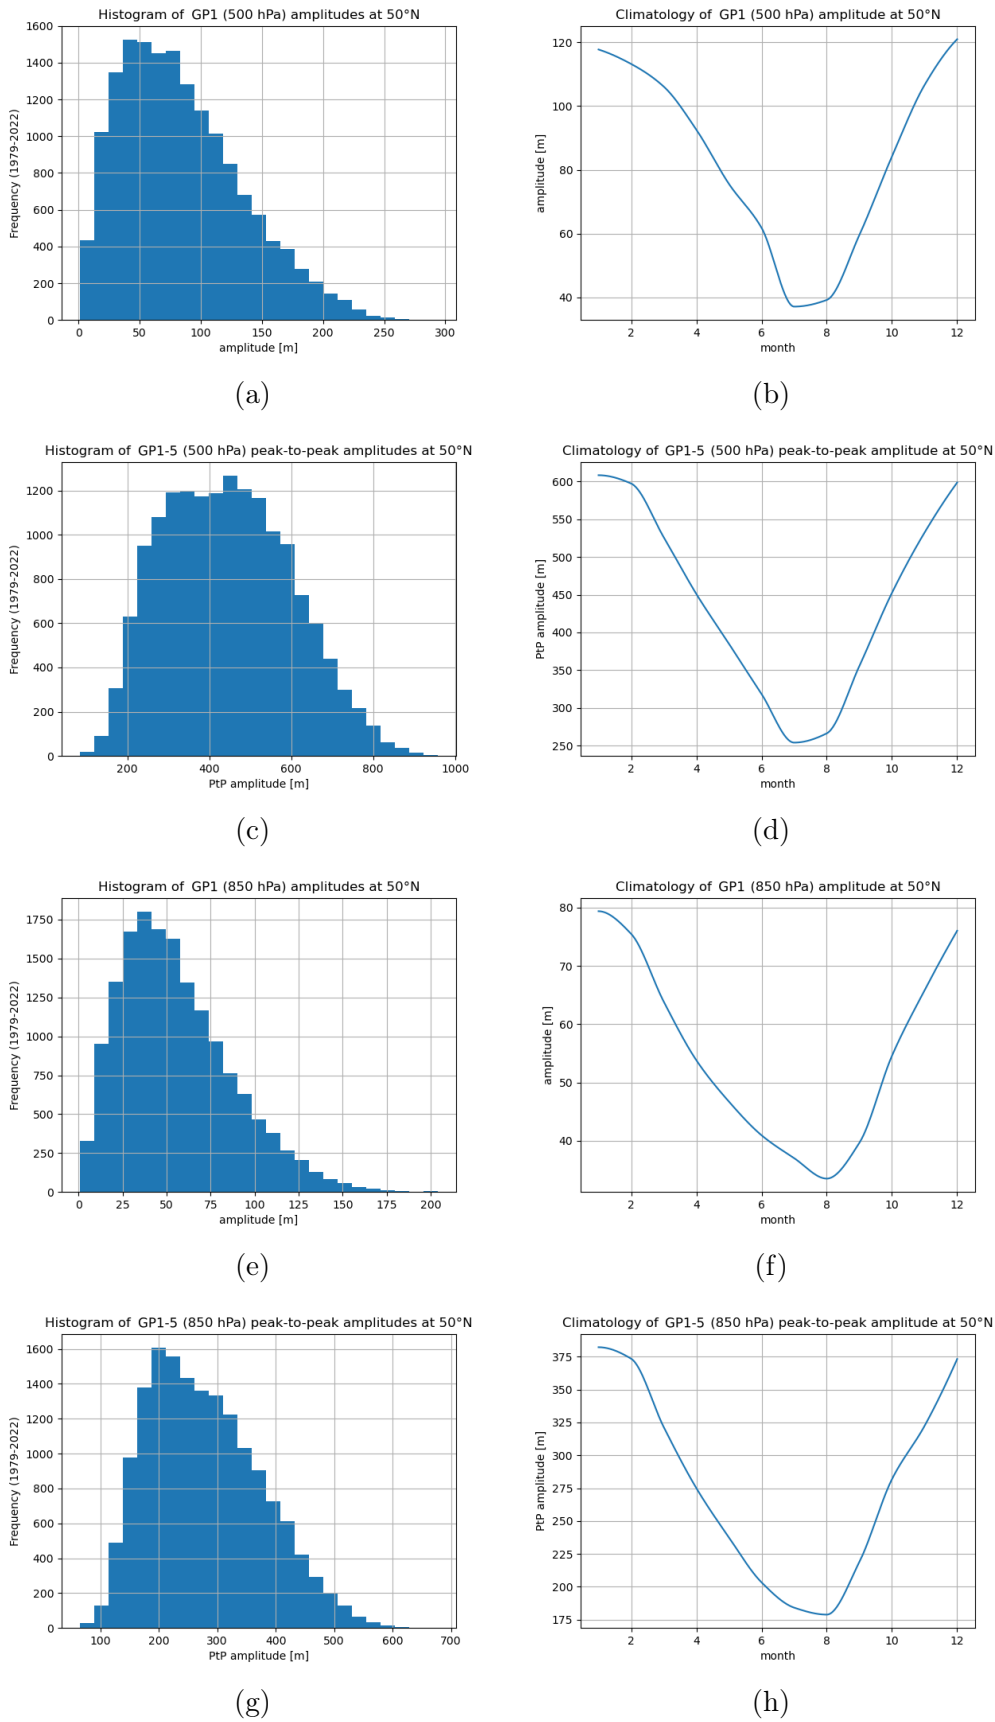 Histogram of GP1 (500 hPa) amplitudes at 50°N
Frequency (1979-2022)
1600
1400
1200
1000
800
600
400
200
0
0 50 100 150 200 250 300
amplitude [m]
(a)
Climatology of GP1 (500 hPa) amplitude at 50°N
amplitude [m]
120
100
80
60
40
2 4 6 8 10 12
month
(b)
Histogram of GP1-5 (500 hPa) peak-to-peak amplitudes at 50°N
Frequency (1979-2022)
1200
1000
800
600
400
200
0
200 400 600 800 1000
PtP amplitude [m]
(c)
Climatology of GP1-5 (500 hPa) peak-to-peak amplitude at 50°N
PtP amplitude [m]
600
550
500
450
400
350
300
250
2 4 6 8 10 12
month
(d)
Histogram of GP1 (850 hPa) amplitudes at 50°N
Frequency (1979-2022)
1750
1500
1250
1000
750
500
250
0
0 25 50 75 100 125 150 175 200
amplitude [m]
(e)
Climatology of GP1 (850 hPa) amplitude at 50°N
amplitude [m]
80
70
60
50
40
2 4 6 8 10 12
month
(f)
Histogram of GP1-5 (850 hPa) peak-to-peak amplitudes at 50°N
Frequency (1979-2022)
1600
1400
1200
1000
800
600
400
200
0
100 200 300 400 500 600 700
PtP amplitude [m]
(g)
Climatology of GP1-5 (850 hPa) peak-to-peak amplitude at 50°N
PtP amplitude [m]
375
350
325
300
275
250
225
200
175
2 4 6 8 10 12
month
(h)